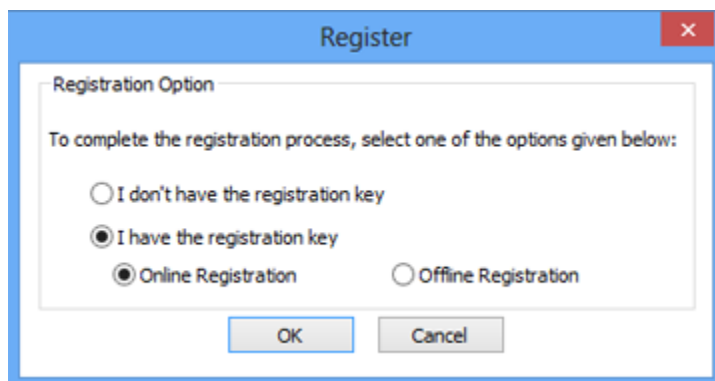 Register
Registration Option
To complete the registration process, select one of the options given below:
I don't have the registration key
I have the registration key
Online Registration Offline Registration
OK Cancel